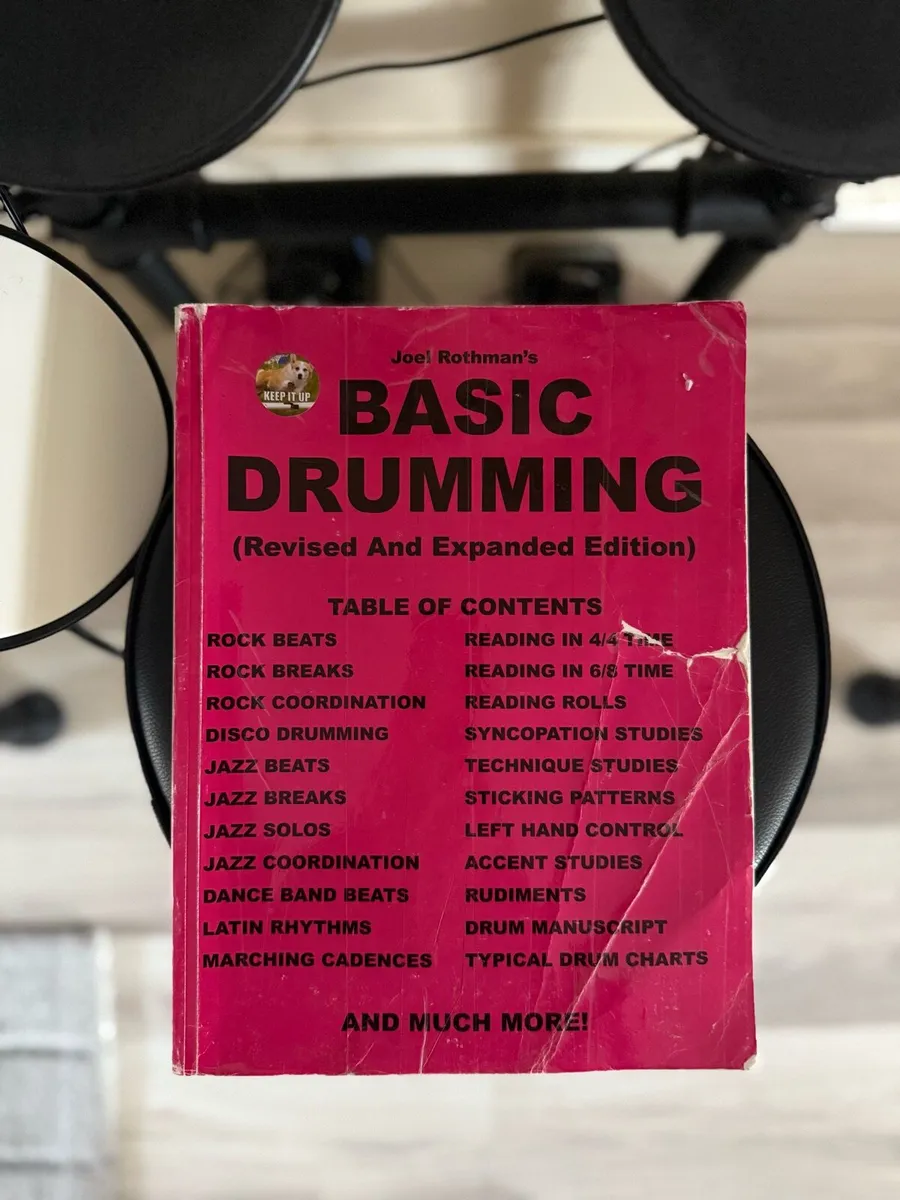 Joel Rothman's
KEEP IT UP
BASIC
DRUMMING
(Revised And Expanded Edition)
TABLE OF CONTENTS
ROCK BEATS
ROCK BREAKS
ROCK COORDINATION
DISCO DRUMMING
JAZZ BEATS
JAZZ BREAKS
JAZZ SOLOS
JAZZ COORDINATION
DANCE BAND BEATS
LATIN RHYTHMS
MARCHING CADENCES
READING IN 4/4 TIME
READING IN 6/8 TIME
READING ROLLS
SYNCOPATION STUDIES
TECHNIQUE STUDIES
STICKING PATTERNS
LEFT HAND CONTROL
ACCENT STUDIES
RUDIMENTS
DRUM MANUSCRIPT
TYPICAL DRUM CHARTS
AND MUCH MORE!